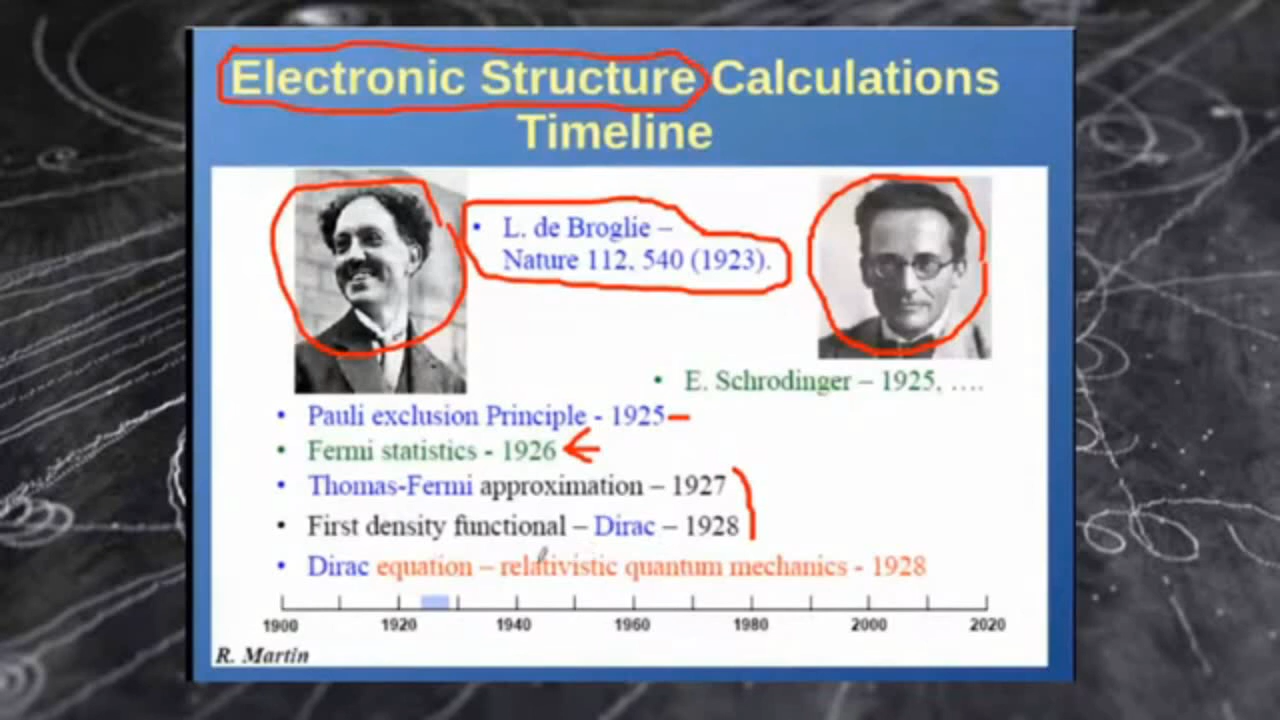 Electronic Structure Calculations
Timeline
• L. de Broglie –
Nature 112, 540 (1923).
• E. Schrodinger – 1925, ….
• Pauli exclusion Principle - 1925
• Fermi statistics - 1926
• Thomas-Fermi approximation – 1927
• First density functional – Dirac – 1928
• Dirac equation – relativistic quantum mechanics - 1928
1900 1920 1940 1960 1980 2000 2020
R. Martin